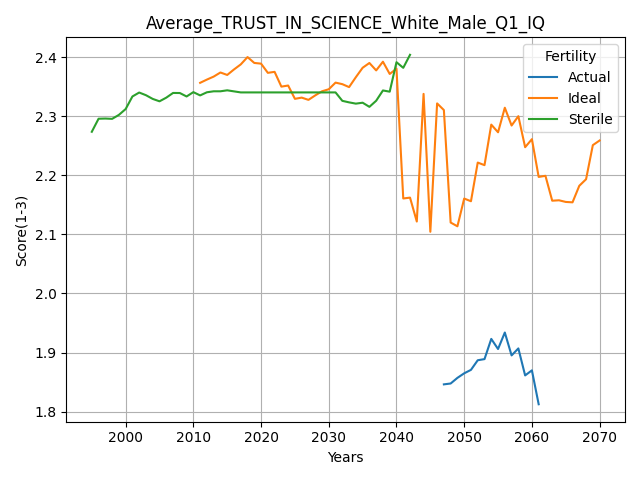 Average_TRUST_IN_SCIENCE_White_Male_Q1_IQ
Fertility
Actual
Ideal
Sterile
Score(1-3)
2.4
2.3
2.2
2.1
2.0
1.9
1.8
2000 2010 2020 2030 2040 2050 2060 2070
Years